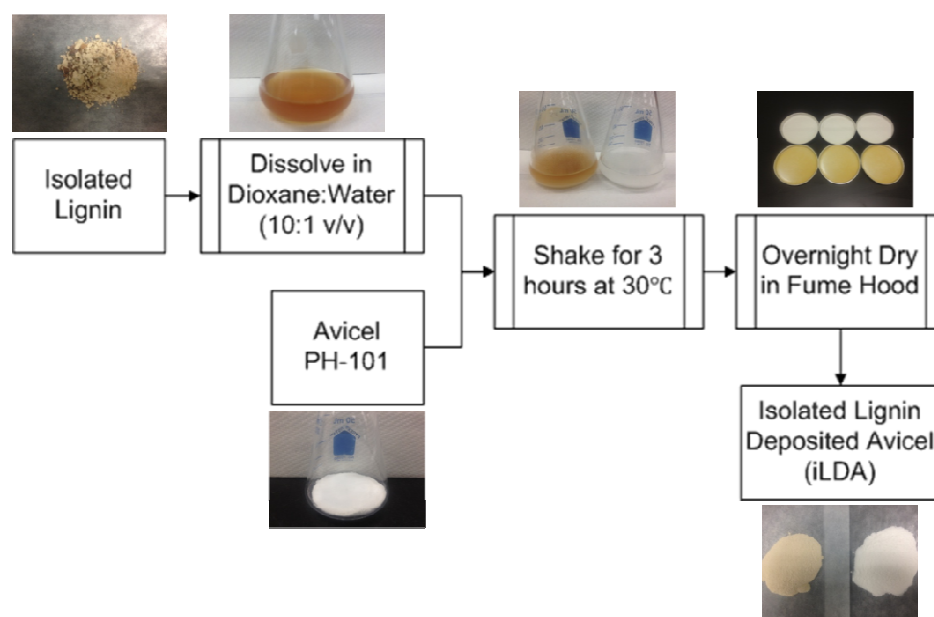 Isolated
Lignin
Dissolve in
Dioxane:Water
(10:1 v/v)
Avicel
PH-101
Shake for 3
hours at 30℃
Overnight Dry
in Fume Hood
Isolated Lignin
Deposited Avicel
(iLDA)